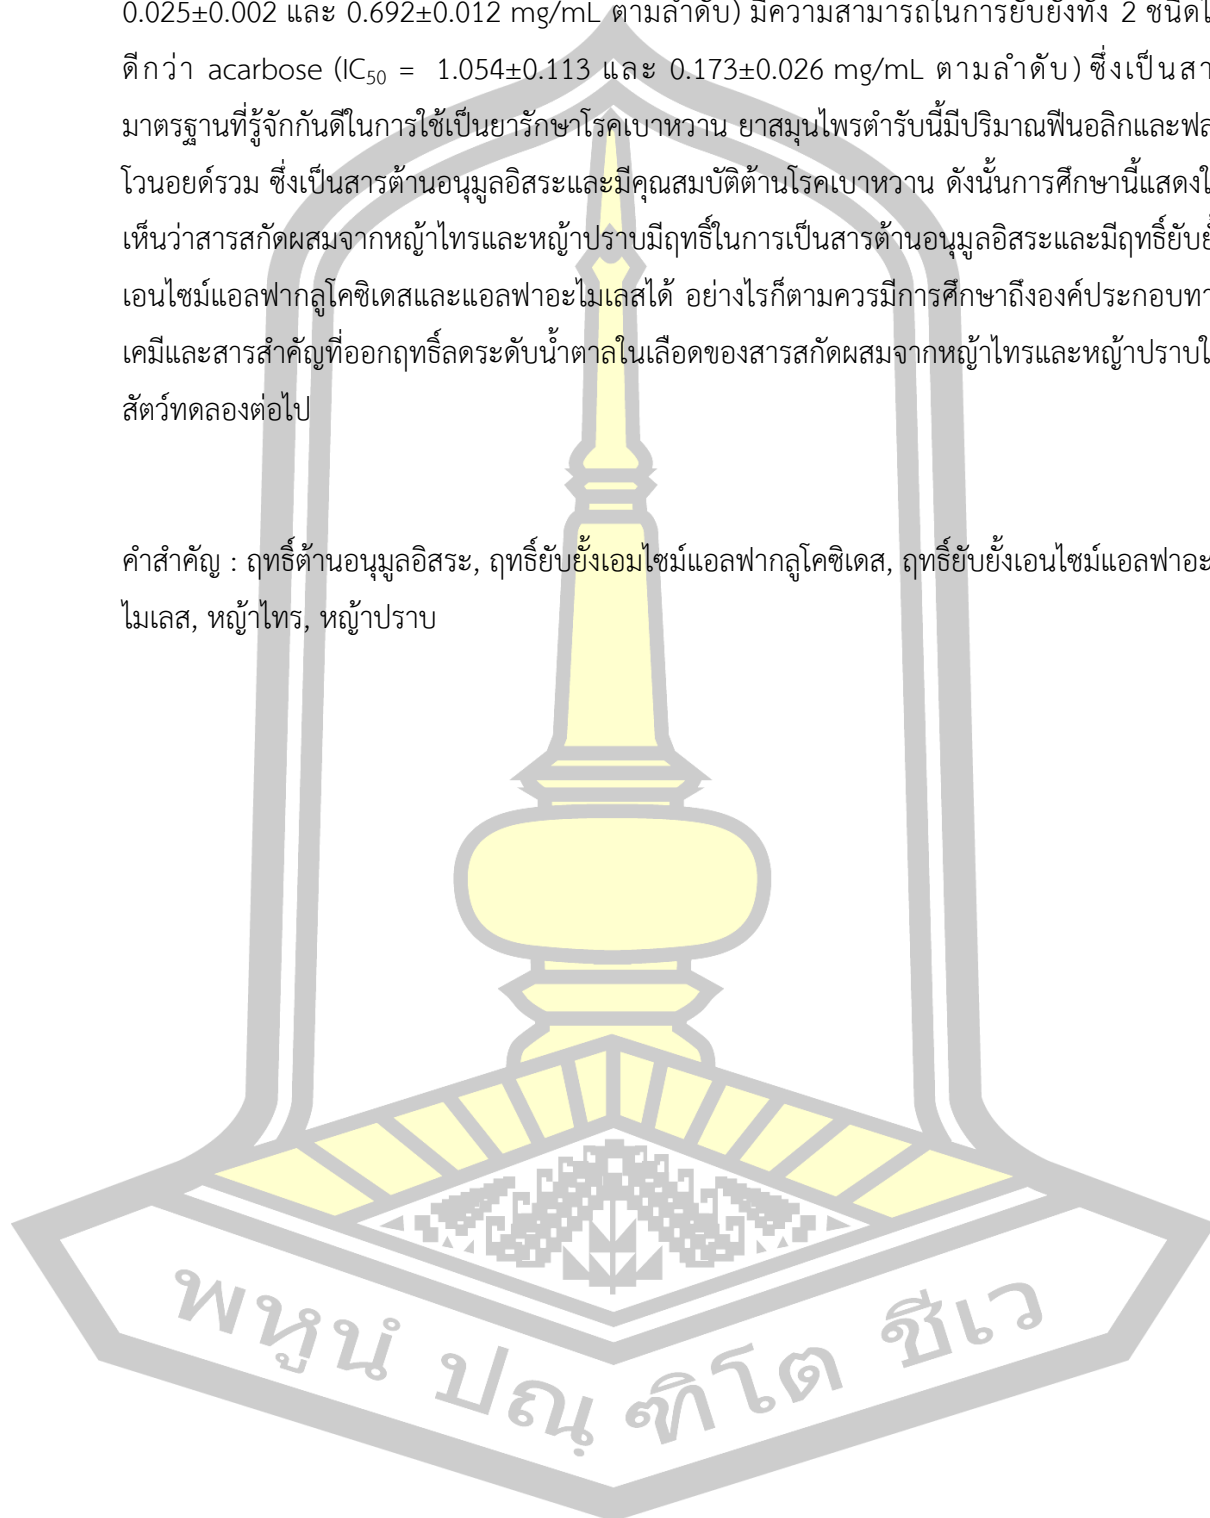 0.025±0.002 และ 0.692±0.012 mg/mL ตามลำดับ) มีความสามารถในการยับยั้งทั้ง 2 ชนิดไ
ดีกว่า acarbose (IC₅₀ = 1.054±0.113 และ 0.173±0.026 mg/mL ตามลำดับ) ซึ่งเป็นสา
มาตรฐานที่รู้จักกันดีในการใช้เป็นยารักษาโรคเบาหวาน ยาสมุนไพรตำรับนี้มีปริมาณฟีนอลิกและฟล
โวนอยด์รวม ซึ่งเป็นสารต้านอนุมูลอิสระและมีคุณสมบัติต้านโรคเบาหวาน ดังนั้นการศึกษานี้แสดงใ
เห็นว่าสารสกัดผสมจากหญ้าไทรและหญ้าปราบมีฤทธิ์ในการเป็นสารต้านอนุมูลอิสระและมีฤทธิ์ยับยั้
เอนไซม์แอลฟากลูโคซิเดสและแอลฟาอะไมเลสได้ อย่างไรก็ตามควรมีการศึกษาถึงองค์ประกอบทา
เคมีและสารสำคัญที่ออกฤทธิ์ลดระดับน้ำตาลในเลือดของสารสกัดผสมจากหญ้าไทรและหญ้าปราบใ
สัตว์ทดลองต่อไป
คำสำคัญ : ฤทธิ์ต้านอนุมูลอิสระ, ฤทธิ์ยับยั้งเอมไซม์แอลฟากลูโคซิเดส, ฤทธิ์ยับยั้งเอนไซม์แอลฟาอะ
ไมเลส, หญ้าไทร, หญ้าปราบ
พหูนํ ปณฺฑิโต ชีเว